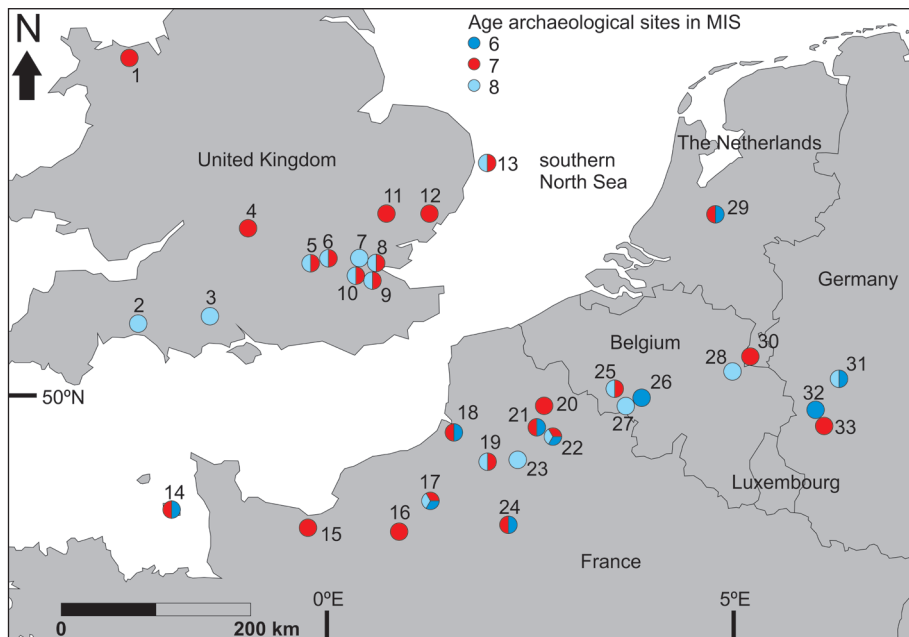 N
Age archaeological sites in MIS
6
7
8
1
United Kingdom
13
southern
North Sea
The Netherlands
4
11
12
29
5
6
7
8
10
9
Germany
2
3
Belgium
30
28
31
25
26
50ºN
27
32
33
18
20
21
22
19
23
Luxembourg
14
17
24
15
16
France
0ºE
5ºE
0
200 km